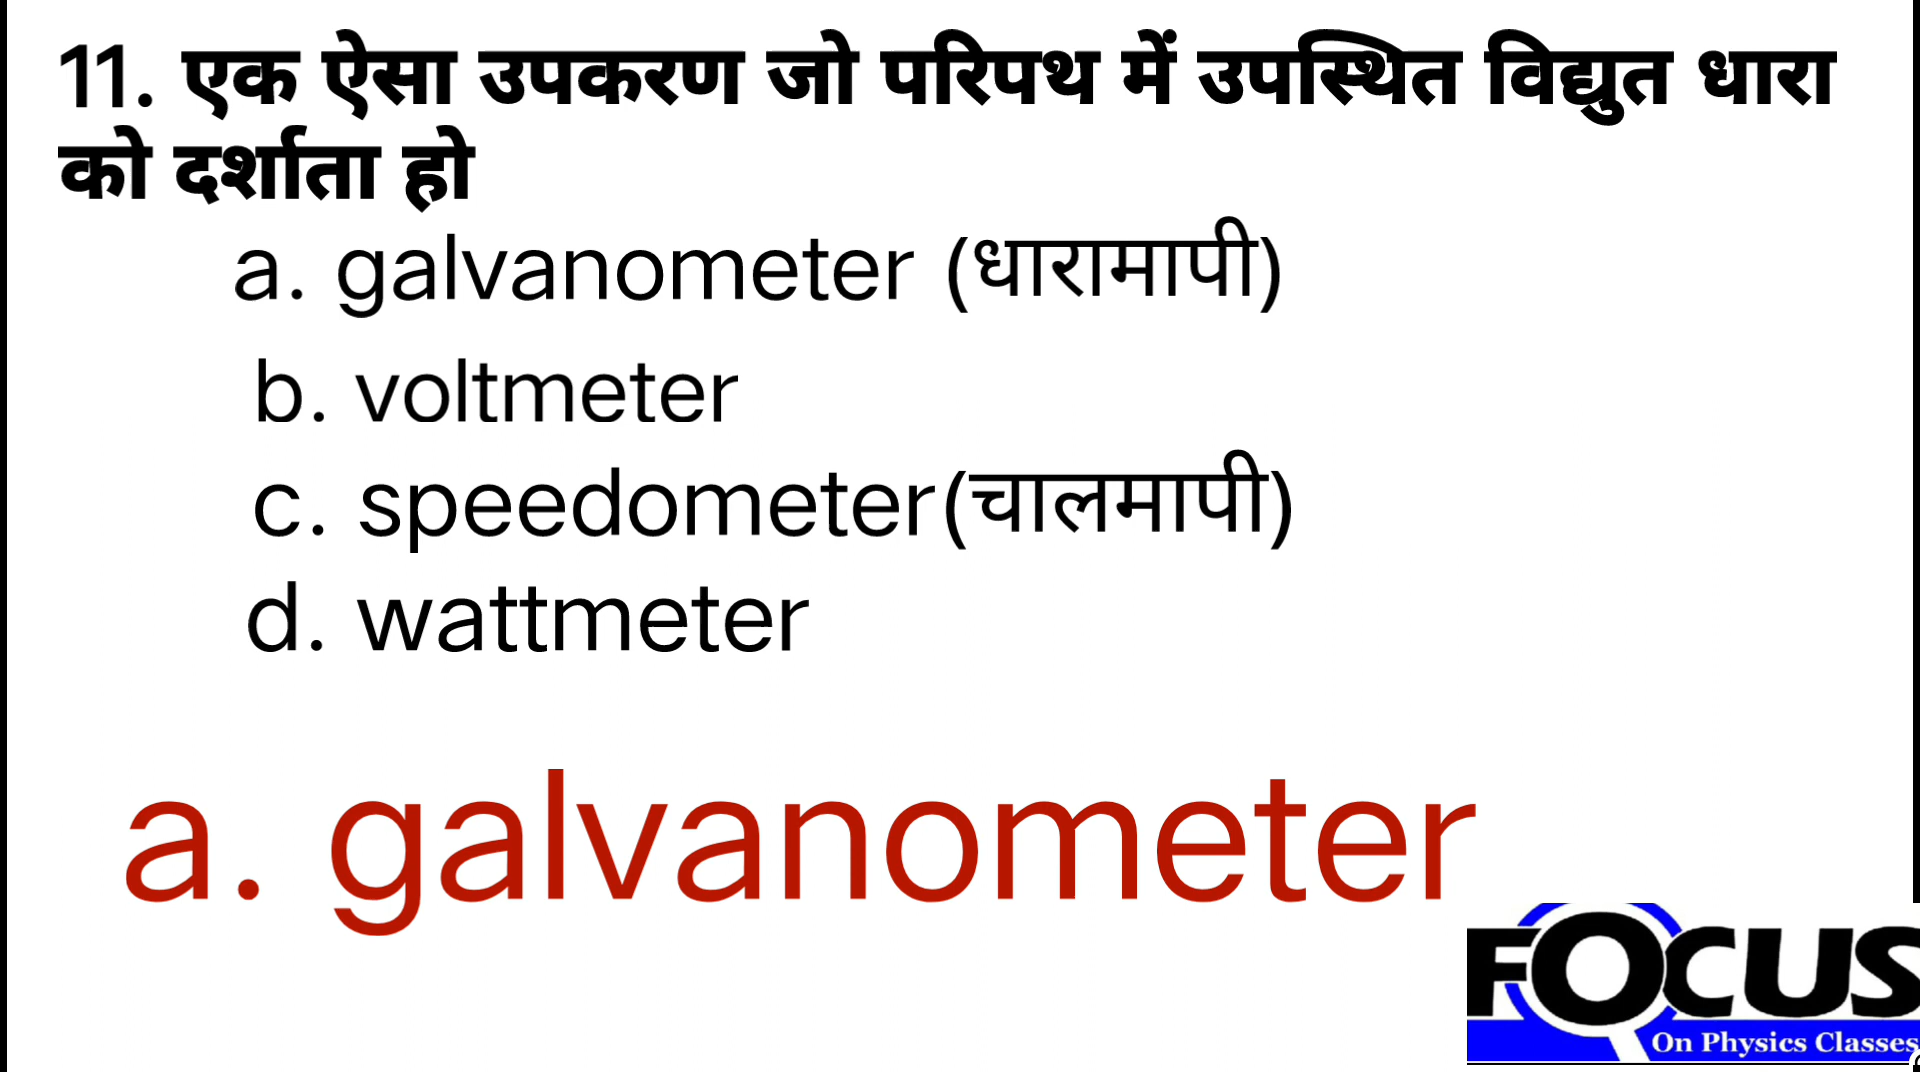 11. एक ऐसा उपकरण जो परिपथ में उपस्थित विद्युत धारा
को दर्शाता हो
a. galvanometer (धारामापी)
b. voltmeter
c. speedometer(चालमापी)
d. wattmeter
a. galvanometer
FOCUS
On Physics Classes